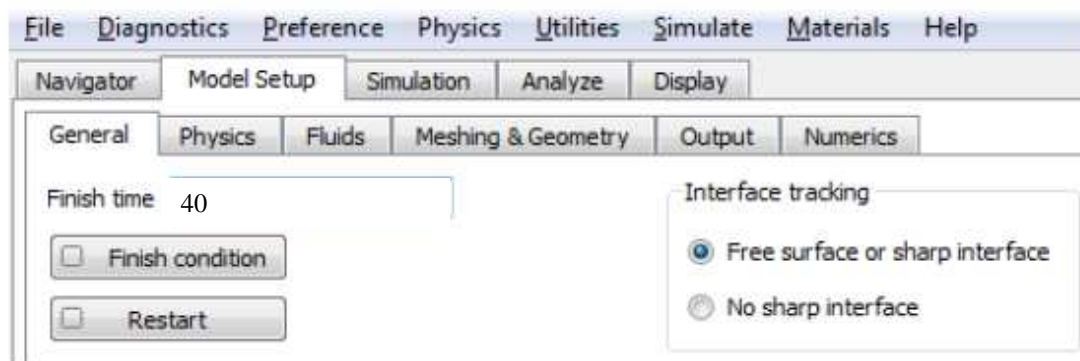 File Diagnostics Preference Physics Utilities Simulate Materials Help
Navigator Model Setup Simulation Analyze Display
General Physics Fluids Meshing & Geometry Output Numerics
Finish time 40 Interface tracking
Finish condition Free surface or sharp interface
Restart No sharp interface